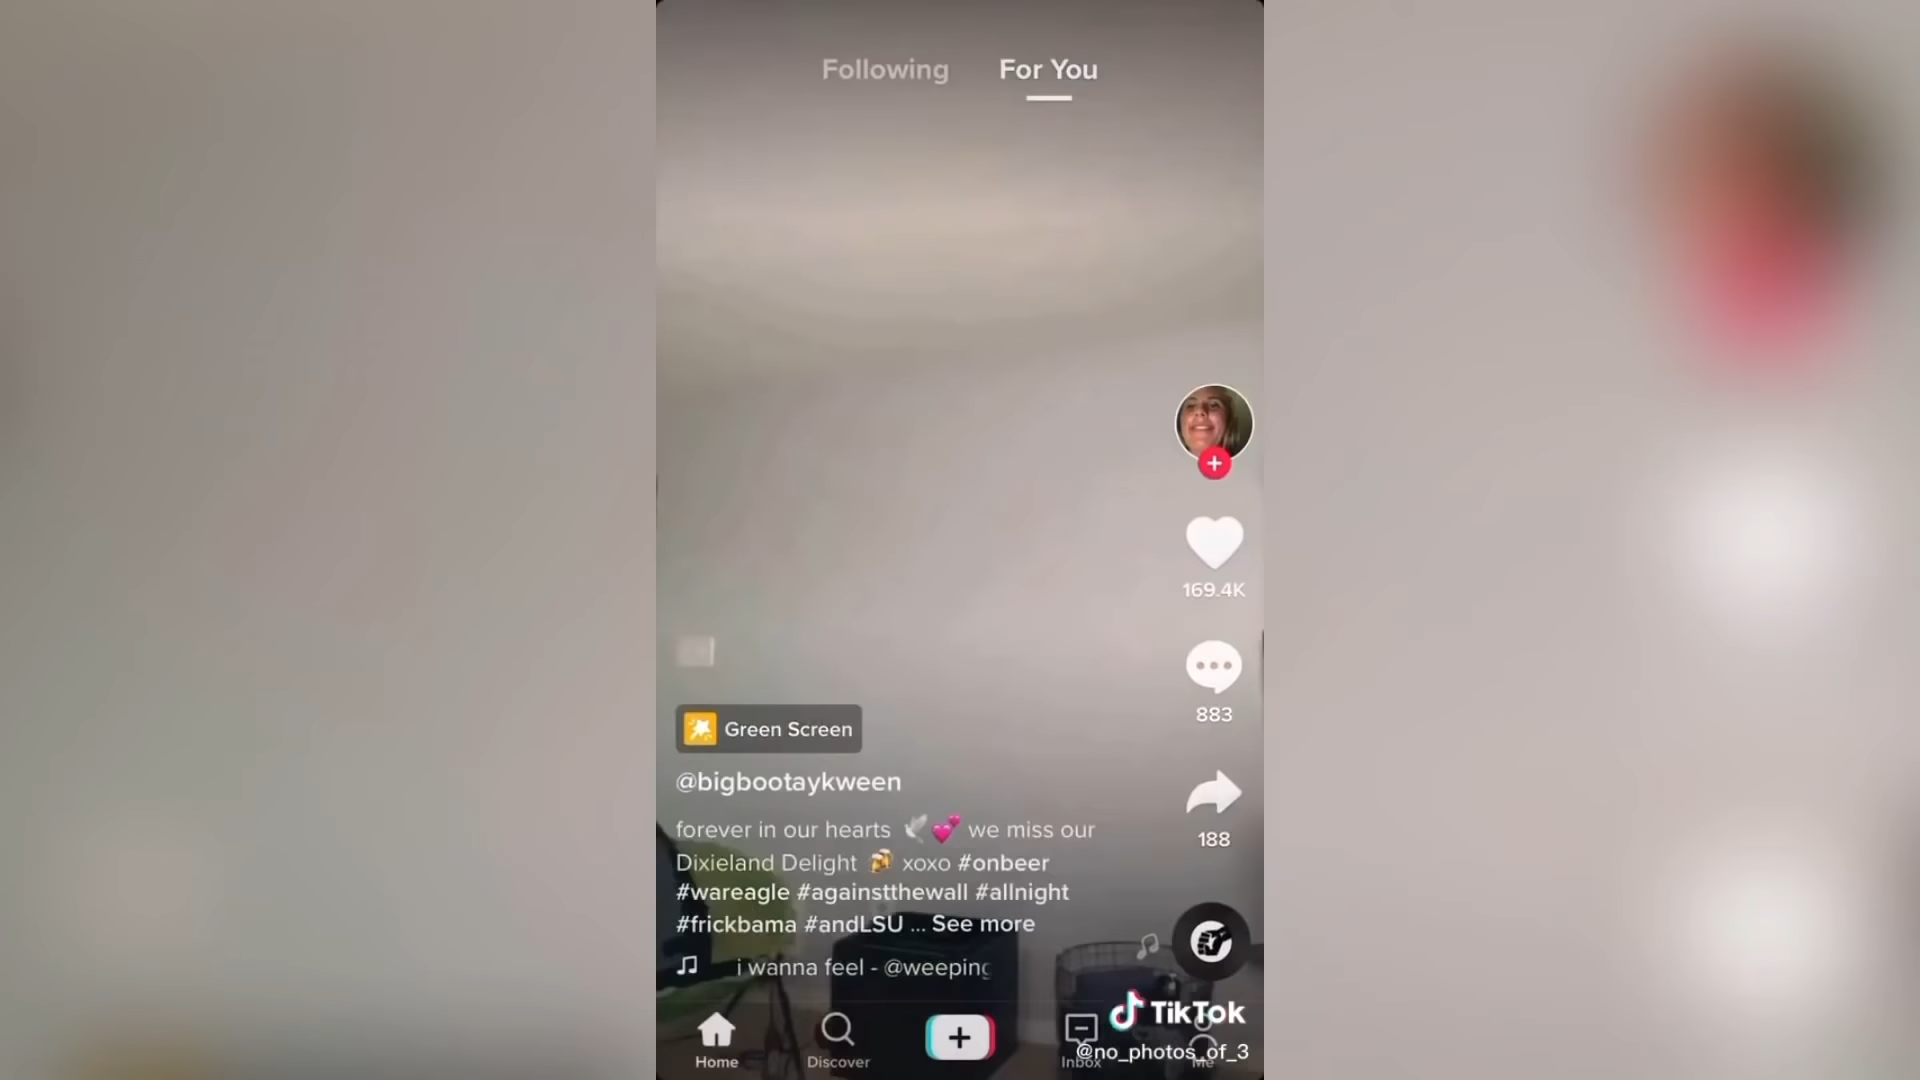 Following For You
169.4K
883
188
Green Screen
@bigbootaykween
forever in our hearts 🕊️💕 we miss our
Dixieland Delight 🍻 xoxo #onbeer
#wareagle #againstthewall #allnight
#frickbama #andLSU ... See more
i wanna feel - @weeping
TikTok
@no_photos_of_3
Home Discover Inbox Me